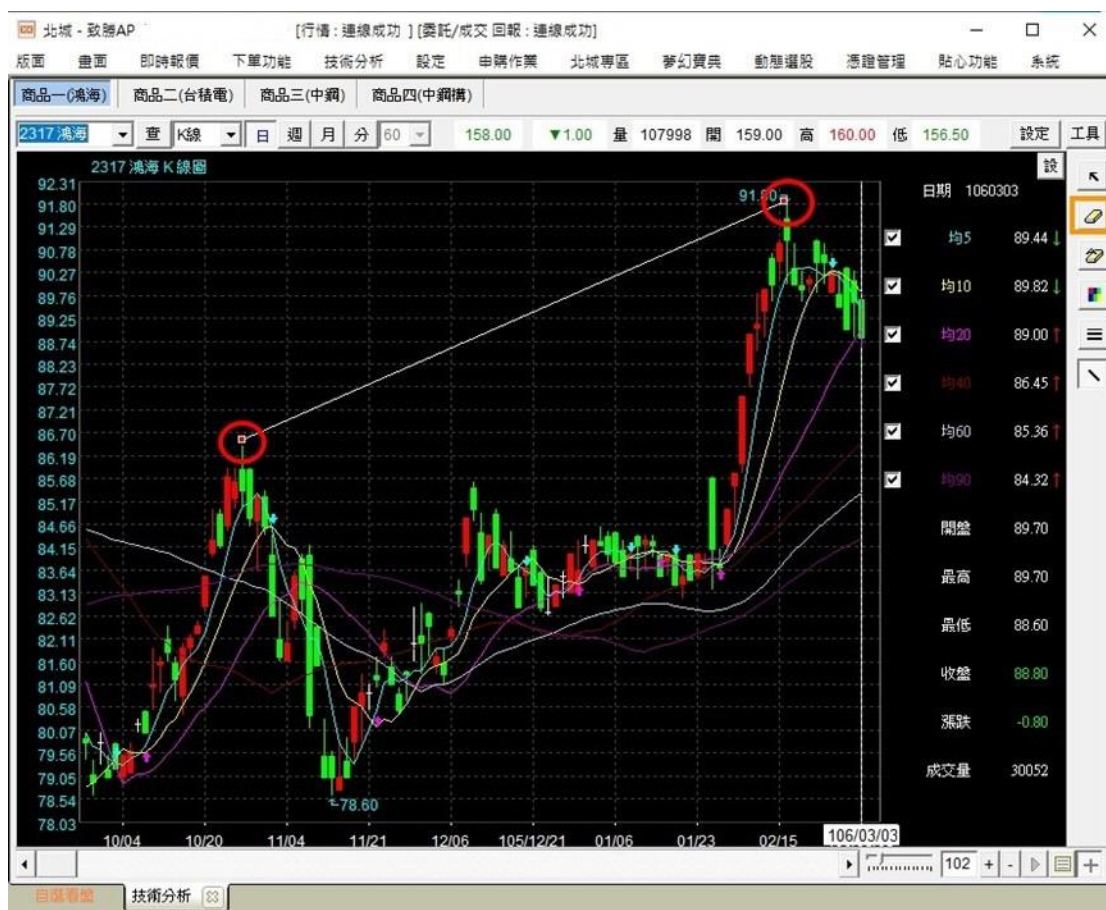 北城 - 致勝AP [行情 : 連線成功 ] [委託/成交 回報 : 連線成功]
版面 畫面 即時報價 下單功能 技術分析 設定 申購作業 北城專區 夢幻寶典 動態選股 憑證管理 貼心功能 系統
商品一(鴻海) 商品二(台積電) 商品三(中鋼) 商品四(中鋼構)
2317 鴻海 查 K線 日 週 月 分 60 158.00 ▼1.00 量 107998 開 159.00 高 160.00 低 156.50 設定 工具
2317 鴻海 K 線圖 設
92.31
91.80
91.29
90.78
90.27
89.76
89.25
88.74
88.23
87.72
87.21
86.70
86.19
85.68
85.17
84.66
84.15
83.64
83.13
82.62
82.11
81.60
81.09
80.58
80.07
79.56
79.05
78.54
78.03
91.80
78.60
日期 1060303
均5 89.44↓
均10 89.82↓
均20 89.00↑
均40 86.45↑
均60 85.36↑
均90 84.32↑
開盤 89.70
最高 89.70
最低 88.60
收盤 88.80
漲跌 -0.80
成交量 30052
10/04 10/20 11/04 11/21 12/06 105/12/21 01/06 01/23 02/15 106/03/03
102 + -
自選看盤 技術分析